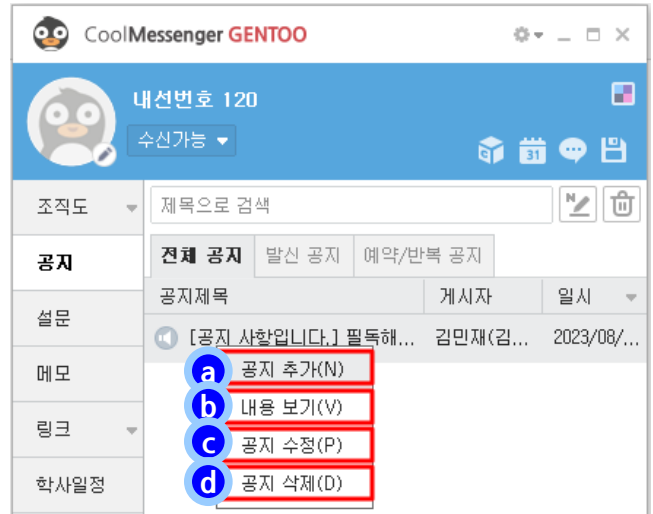 CoolMessenger GENTOO
내선번호 120
수신가능
31
조직도
제목으로 검색
N
공지
전체 공지 발신 공지 예약/반복 공지
공지제목 게시자 일시
설문
[공지 사항입니다.] 필독해... 김민재(김... 2023/08/...
메모
a 공지 추가(N)
b 내용 보기(V)
링크
c 공지 수정(P)
학사일정
d 공지 삭제(D)